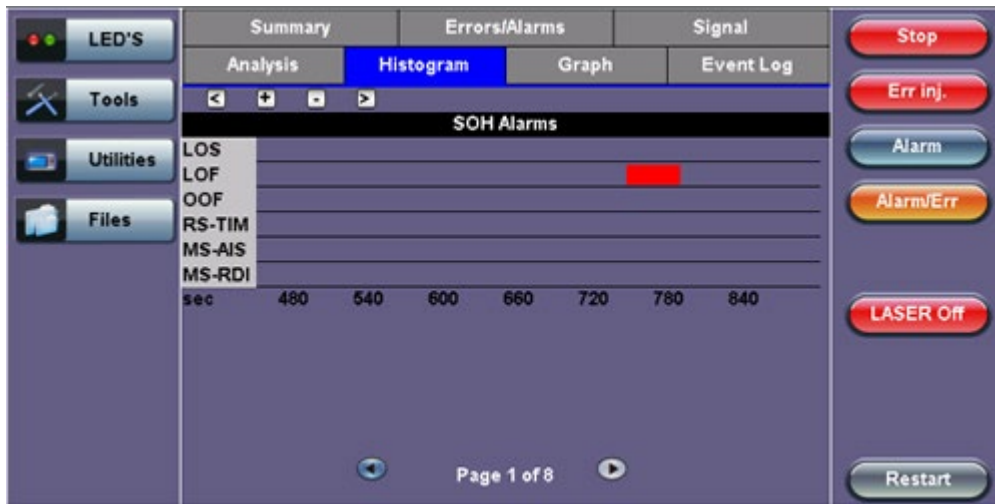 LED'S
Tools
Utilities
Files
Summary Errors/Alarms Signal
Analysis Histogram Graph Event Log
< + - >
SOH Alarms
LOS
LOF
OOF
RS-TIM
MS-AIS
MS-RDI
sec 480 540 600 660 720 780 840
Page 1 of 8
Stop
Err inj.
Alarm
Alarm/Err
LASER Off
Restart